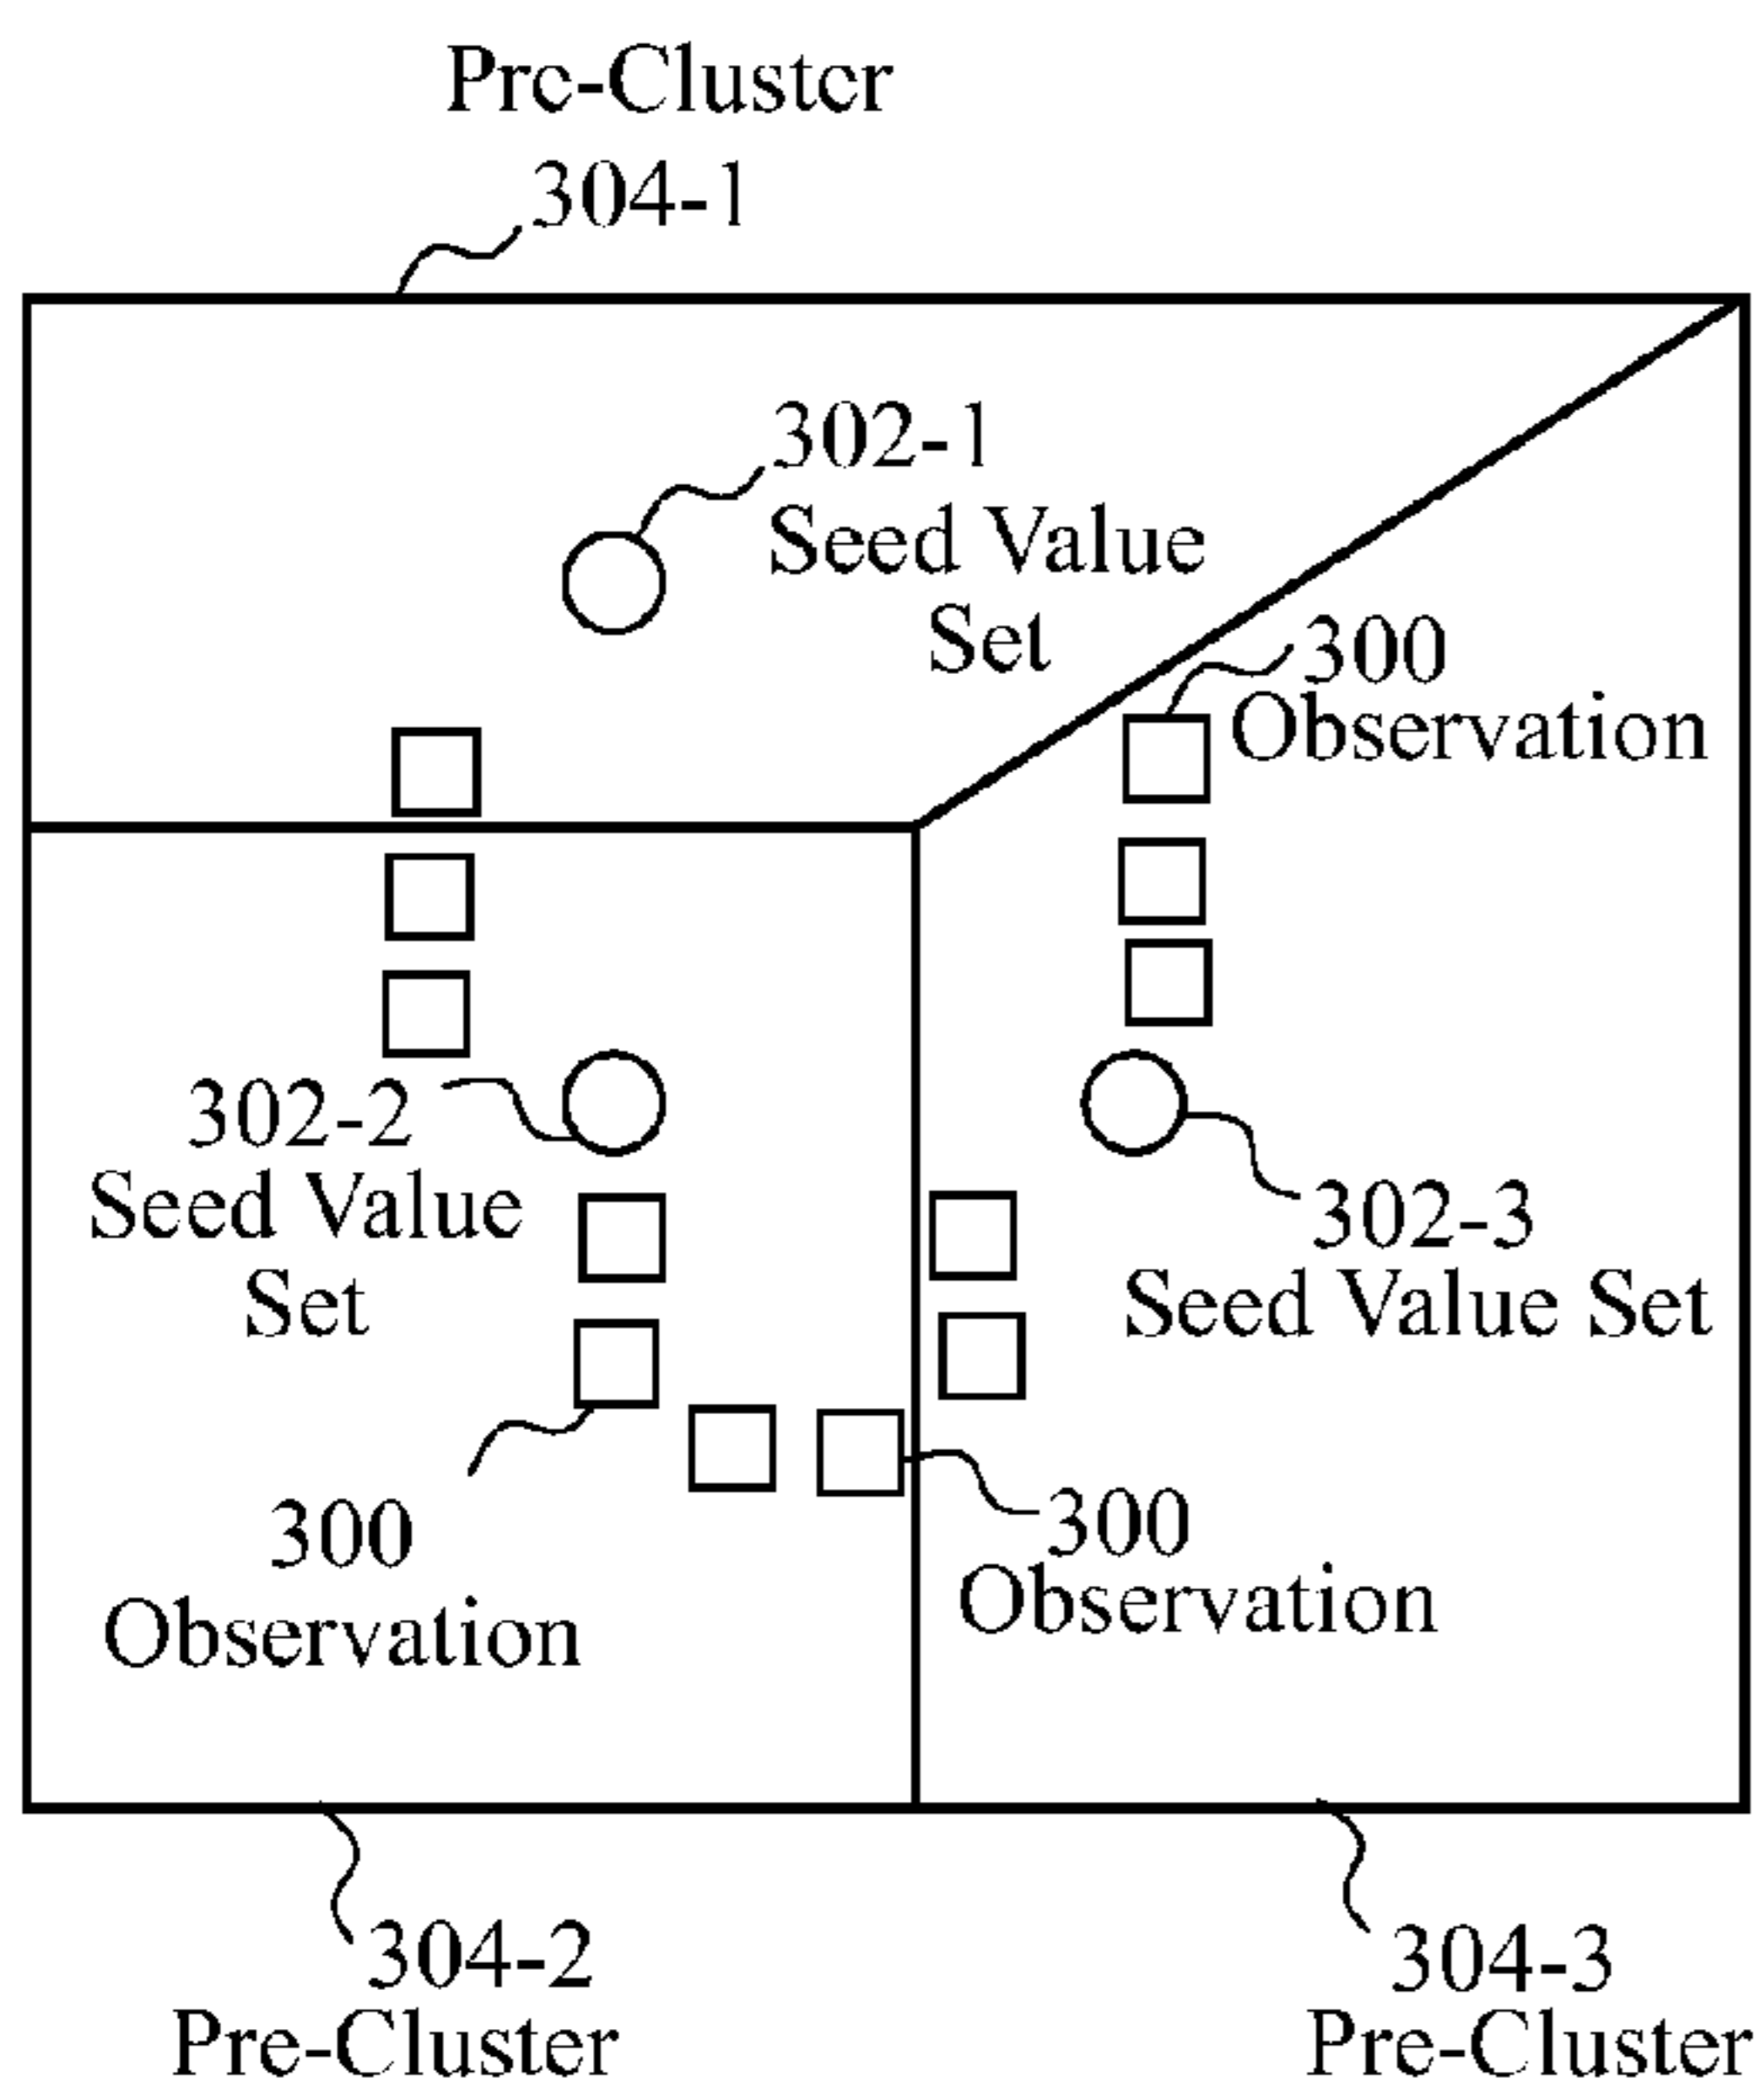 Pre-Cluster
304-1
302-1
Seed Value
Set
300
Observation
302-2
Seed Value
Set
302-3
Seed Value Set
300
Observation
300
Observation
304-2
Pre-Cluster
304-3
Pre-Cluster